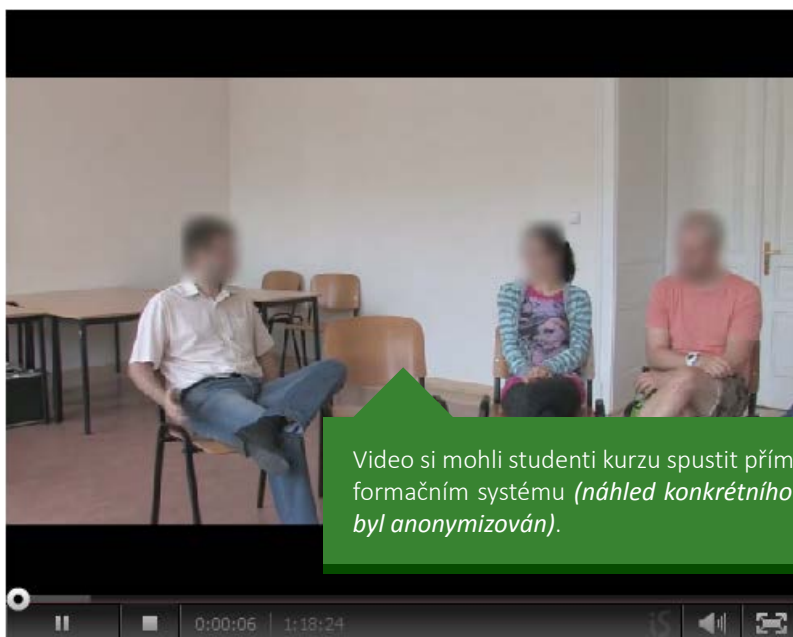 Video si mohli studenti kurzu spustit přím
formačním systému (náhled konkrétního
byl anonymizován).
0:00:06 | 1:18:24
iS